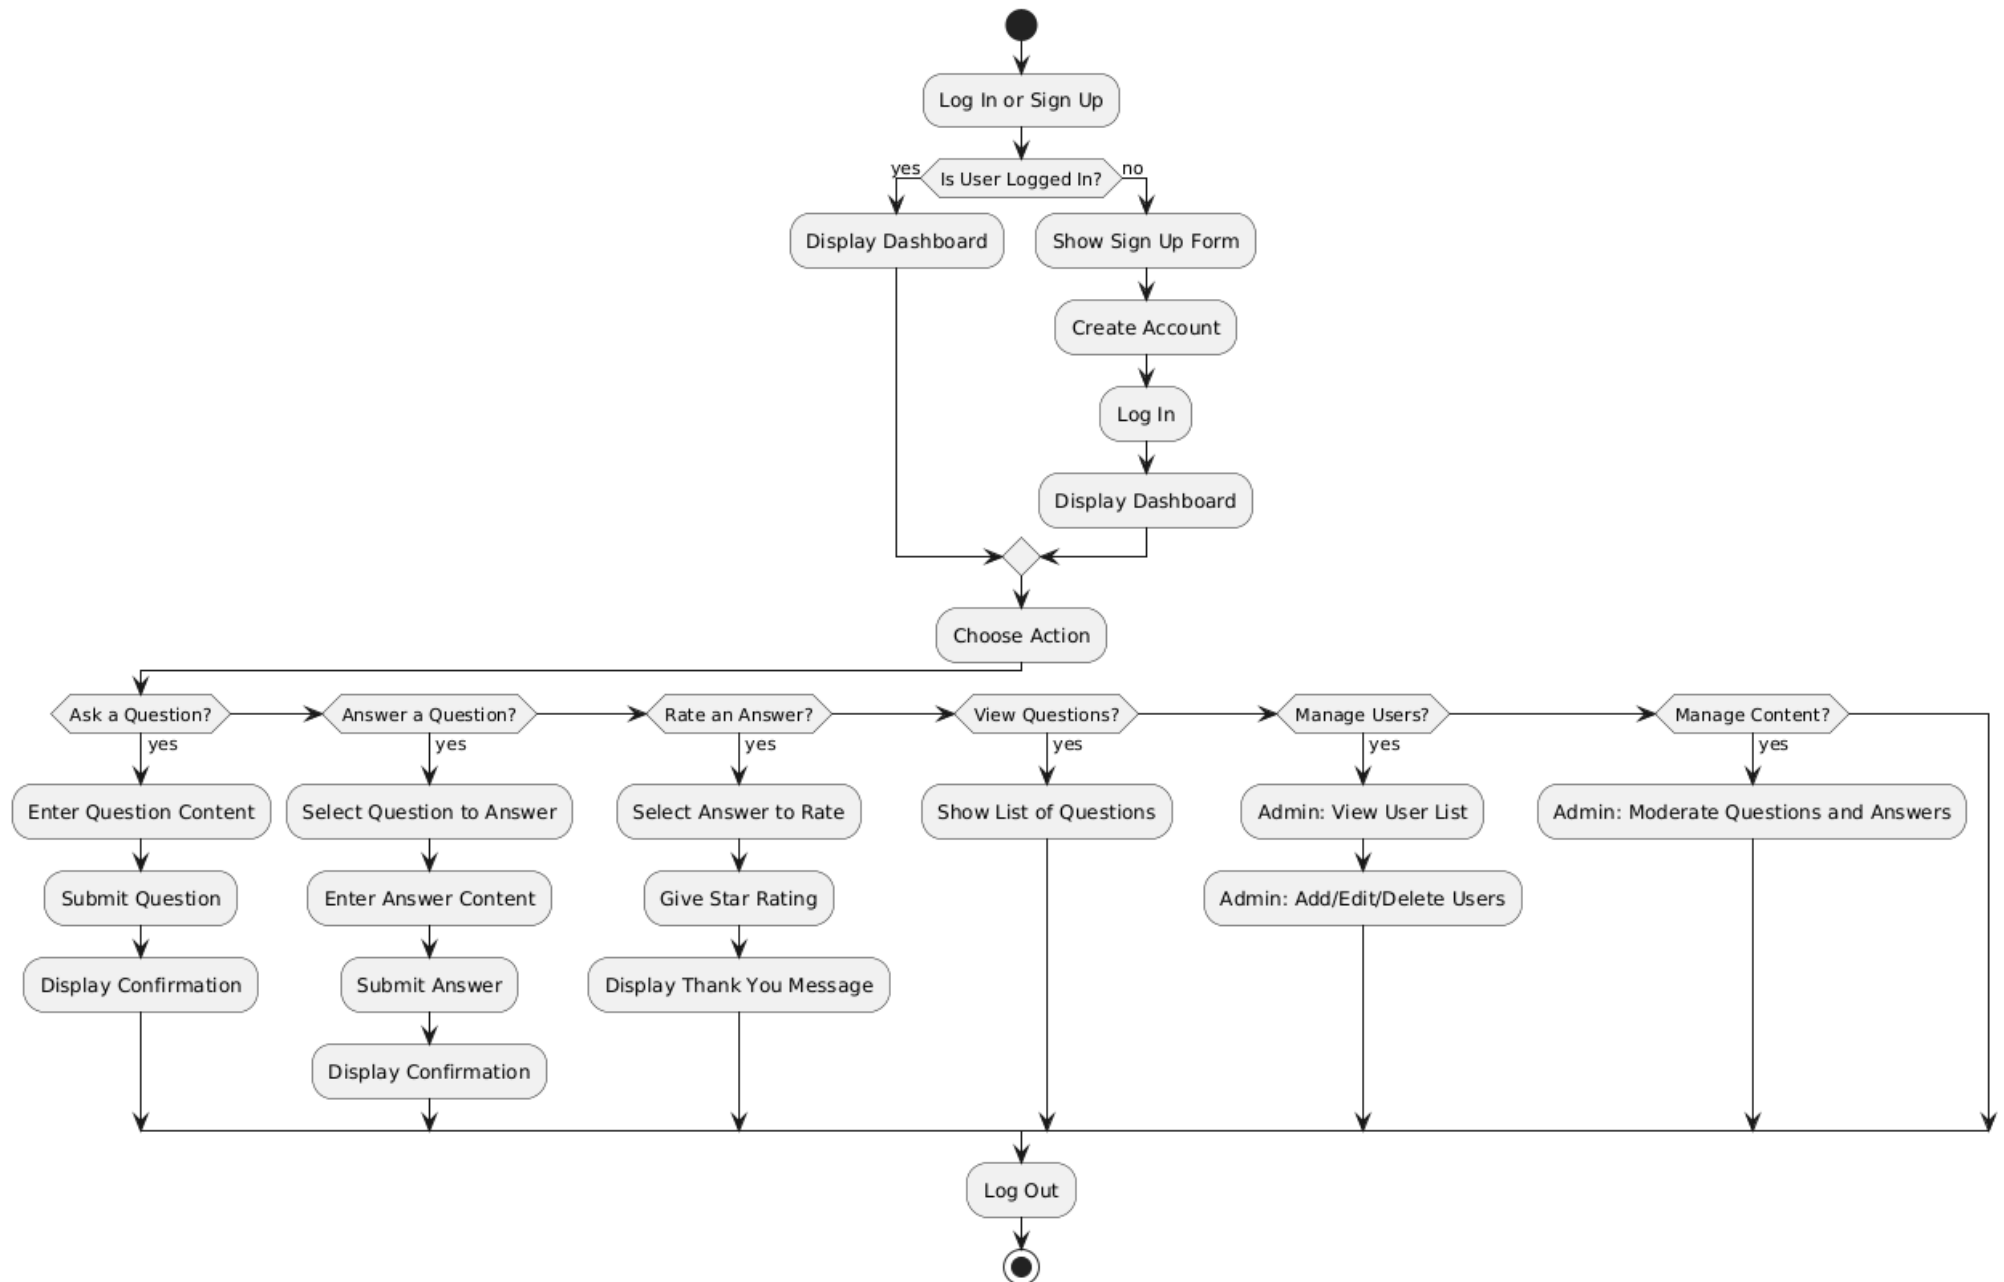 Log In or Sign Up
yes
Is User Logged In?
no
Display Dashboard
Show Sign Up Form
Create Account
Log In
Display Dashboard
Choose Action
Ask a Question?
Answer a Question?
Rate an Answer?
View Questions?
Manage Users?
Manage Content?
yes
yes
yes
yes
yes
yes
Enter Question Content
Select Question to Answer
Select Answer to Rate
Show List of Questions
Admin: View User List
Admin: Moderate Questions and Answers
Submit Question
Enter Answer Content
Give Star Rating
Admin: Add/Edit/Delete Users
Display Confirmation
Submit Answer
Display Thank You Message
Display Confirmation
Log Out